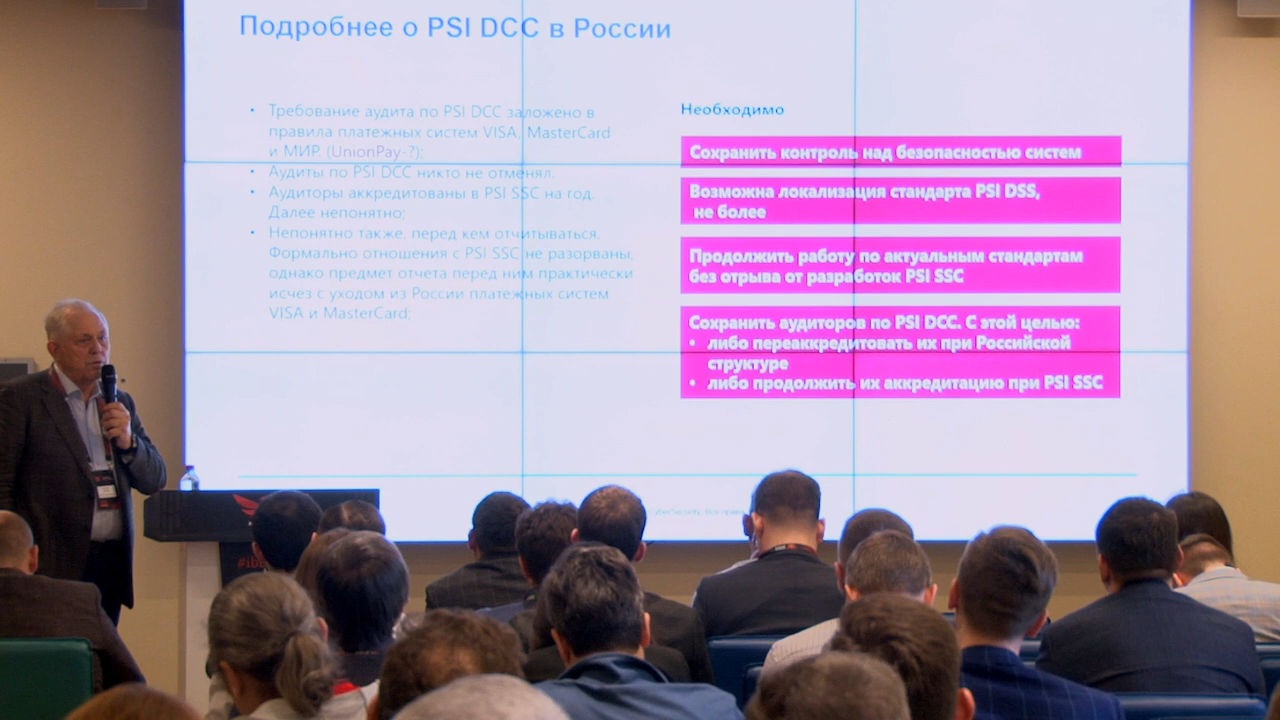 Подробнее о PSI DCC в России
• Требование аудита по PSI DCC заложено в
правила платежных систем VISA, MasterCard
и МИР. (UnionPay-?);
• Аудиты по PSI DCC никто не отменял.
• Аудиторы аккредитованы в PSI SSC на год.
Далее непонятно;
• Непонятно также, перед кем отчитываться.
Формально отношения с PSI SSC не разорваны,
однако предмет отчета перед ним практически
исчез с уходом из России платежных систем
VISA и MasterCard;
Необходимо
Сохранить контроль над безопасностью систем
Возможна локализация стандарта PSI DSS,
не более
Продолжить работу по актуальным стандартам
без отрыва от разработок PSI SSC
Сохранить аудиторов по PSI DCC. С этой целью:
• либо переаккредитовать их при Российской
структуре
• либо продолжить их аккредитацию при PSI SSC